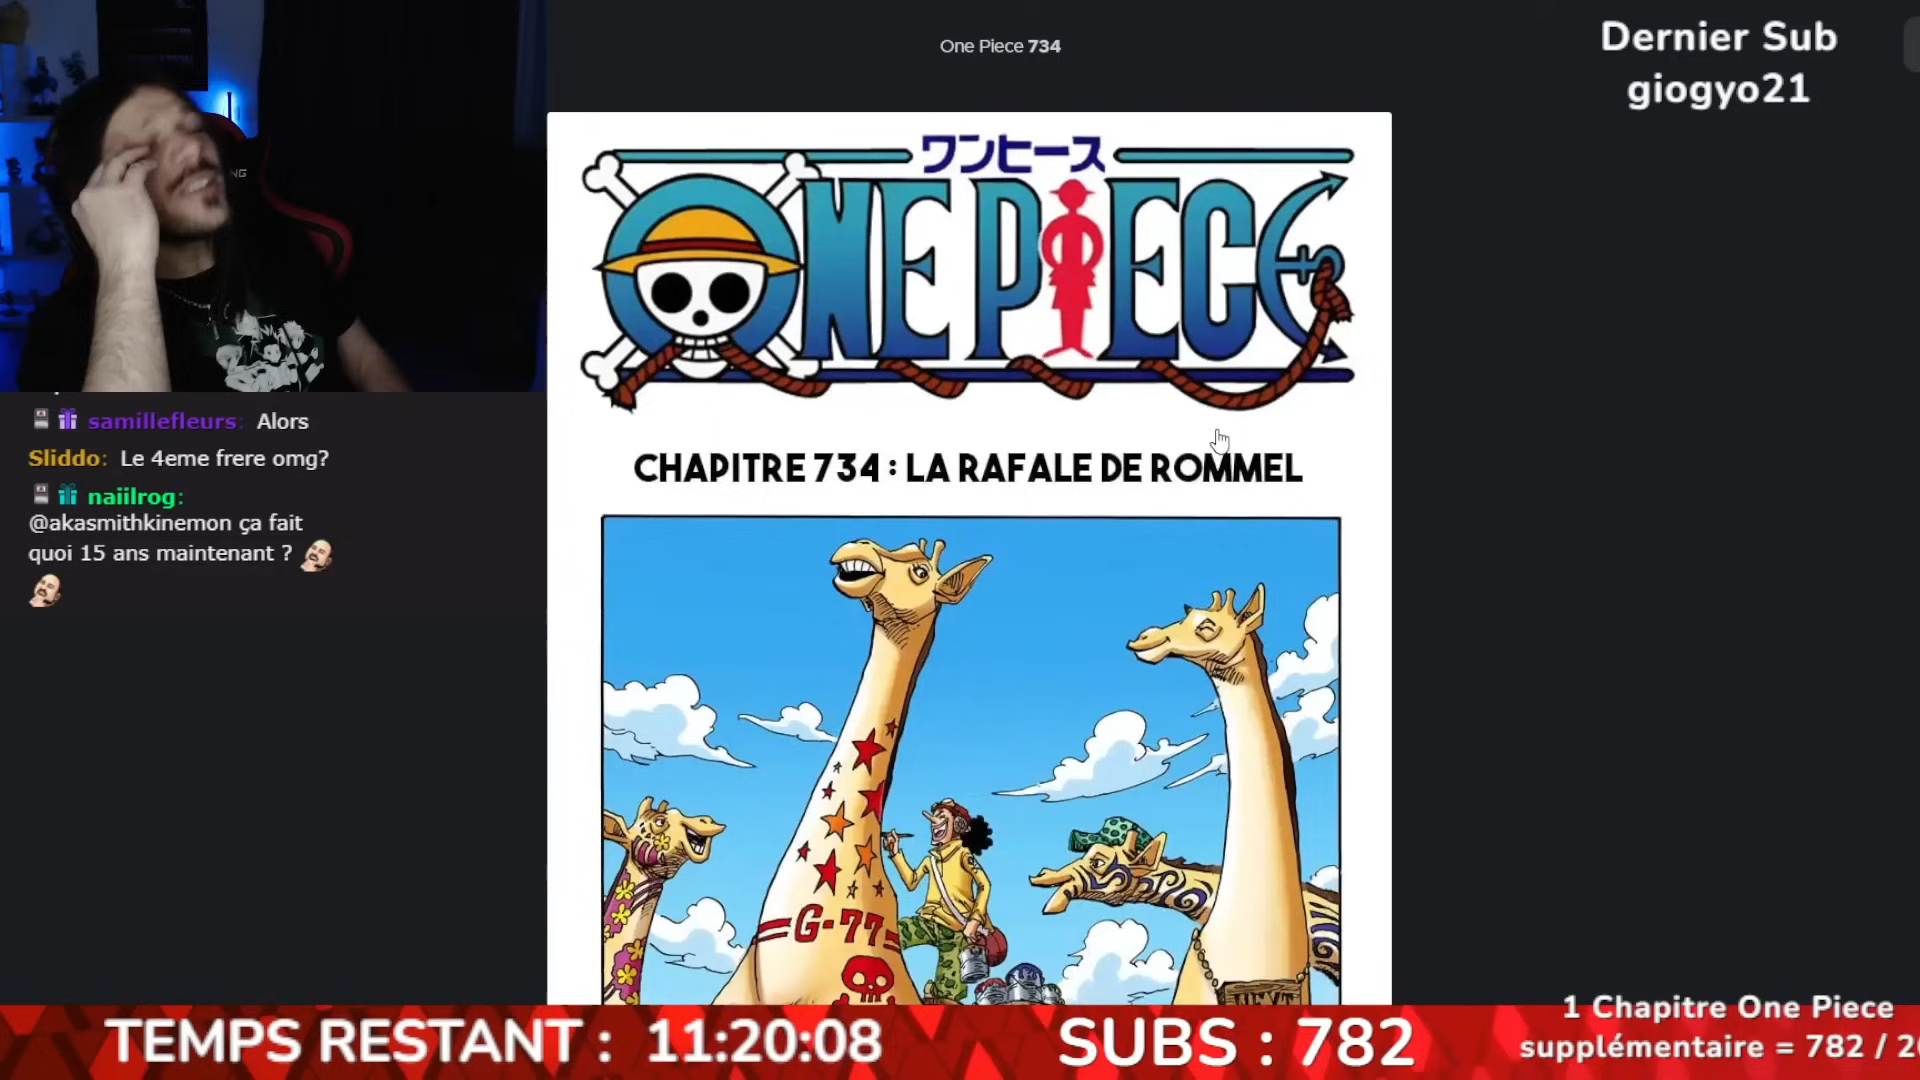 One Piece 734
Dernier Sub
giogyo21
ワンピース
ONE PIECE
CHAPITRE 734 : LA RAFALE DE ROMMEL
samillefleurs: Alors
Sliddo: Le 4eme frere omg?
naiilrog:
@akasmithkinemon ça fait
quoi 15 ans maintenant ?
G-77
TEMPS RESTANT : 11:20:08
SUBS : 782
1 Chapitre One Piece
supplémentaire = 782 / 20